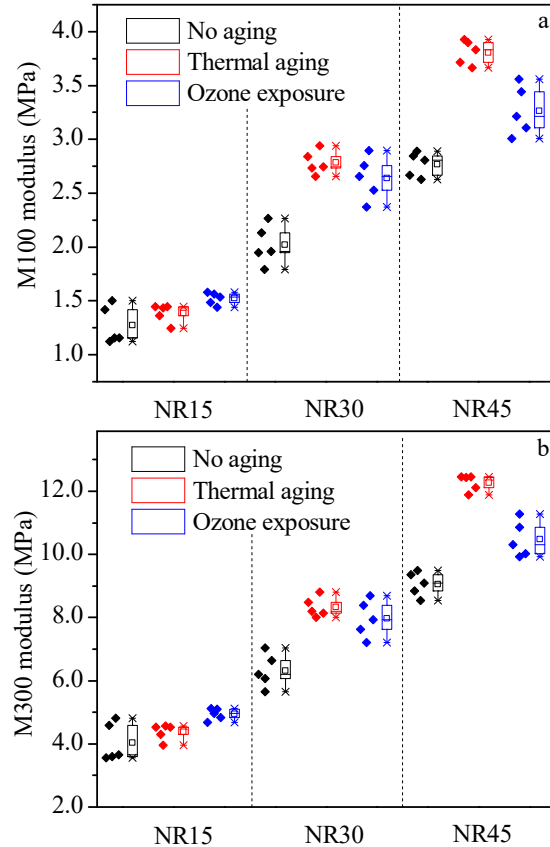 a
4.0
3.5
3.0
2.5
2.0
1.5
1.0
M100 modulus (MPa)
No aging
Thermal aging
Ozone exposure
NR15 NR30 NR45
b
12.0
10.0
8.0
6.0
4.0
2.0
M300 modulus (MPa)
No aging
Thermal aging
Ozone exposure
NR15 NR30 NR45